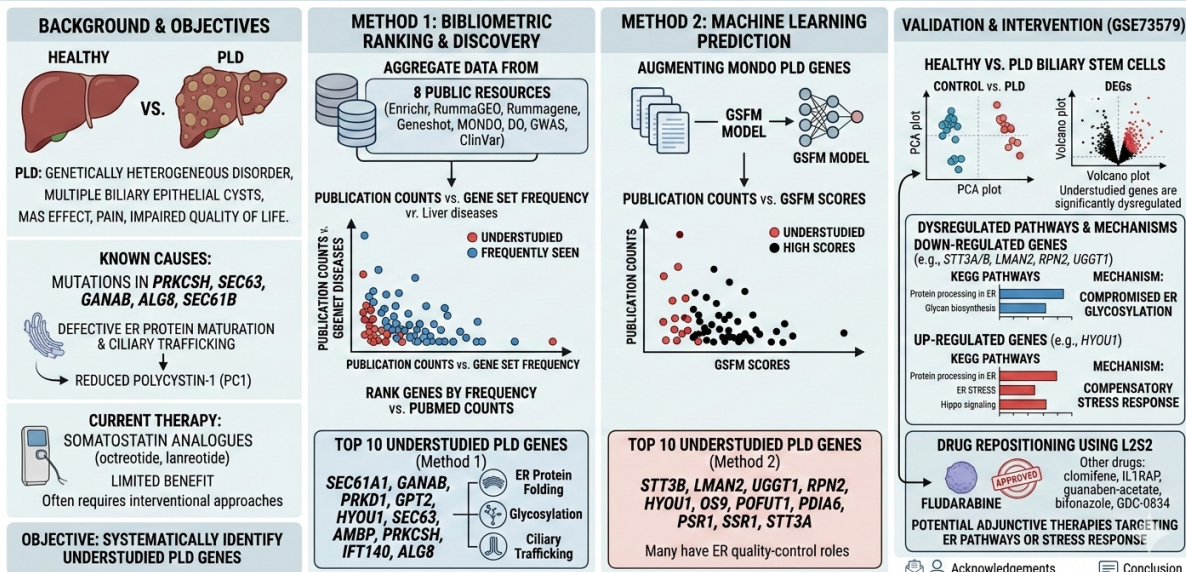 BACKGROUND & OBJECTIVES
HEALTHY
PLD
VS.
PLD: GENETICALLY HETEROGENEOUS DISORDER,
MULTIPLE BILIARY EPITHELIAL CYSTS,
MAS EFFECT, PAIN, IMPAIRED QUALITY OF LIFE.
KNOWN CAUSES:
MUTATIONS IN PRKCSH, SEC63,
GANAB, ALG8, SEC61B
DEFECTIVE ER PROTEIN MATURATION
& CILIARY TRAFFICKING
REDUCED POLYCYSTIN-1 (PC1)
CURRENT THERAPY:
SOMATOSTATIN ANALOGUES
(octreotide, lanreotide)
LIMITED BENEFIT
Often requires interventional approaches
OBJECTIVE: SYSTEMATICALLY IDENTIFY
UNDERSTUDIED PLD GENES
METHOD 1: BIBLIOMETRIC
RANKING & DISCOVERY
AGGREGATE DATA FROM
8 PUBLIC RESOURCES
(Enrichr, RummaGEO, Rummagene,
Geneshot, MONDO, DO, GWAS,
ClinVar)
PUBLICATION COUNTS vs. GENE SET FREQUENCY
vr. Liver diseases
UNDERSTUDIED
FREQUENTLY SEEN
PUBLICATION COUNTS v.
GBEMET DISEASES
PUBLICATION COUNTS vs. GENE SET FREQUENCY
RANK GENES BY FREQUENCY
vs. PUBMED COUNTS
TOP 10 UNDERSTUDIED PLD GENES
(Method 1)
SEC61A1, GANAB,
PRKD1, GPT2,
HYOU1, SEC63,
AMBP, PRKCSH,
IFT140, ALG8
ER Protein
Folding
Glycosylation
Ciliary
Trafficking
METHOD 2: MACHINE LEARNING
PREDICTION
AUGMENTING MONDO PLD GENES
GSFM
MODEL
GSFM MODEL
PUBLICATION COUNTS vs. GSFM SCORES
UNDERSTUDIED
HIGH SCORES
PUBLICATION COUNTS
GSFM SCORES
TOP 10 UNDERSTUDIED PLD GENES
(Method 2)
STT3B, LMAN2, UGGT1, RPN2,
HYOU1, OS9, POFUT1, PDIA6,
PSR1, SSR1, STT3A
Many have ER quality-control roles
VALIDATION & INTERVENTION (GSE73579)
HEALTHY VS. PLD BILIARY STEM CELLS
CONTROL vs. PLD
DEGs
PCA plot
PCA plot
Volcano plot
Volcano plot
Understudied genes are
significantly dysregulated
DYSREGULATED PATHWAYS & MECHANISMS
DOWN-REGULATED GENES
(e.g., STT3A/B, LMAN2, RPN2, UGGT1)
KEGG PATHWAYS
Protein processing in ER
Glycan biosynthesis
MECHANISM:
COMPROMISED ER
GLYCOSYLATION
UP-REGULATED GENES (e.g., HYOU1)
KEGG PATHWAYS
Protein processing in ER
ER STRESS
Hippo signaling
MECHANISM:
COMPENSATORY
STRESS RESPONSE
DRUG REPOSITIONING USING L2S2
APPROVED
FLUDARABINE
Other drugs:
clomifene, IL1RAP,
guanaben-acetate,
bifonazole, GDC-0834
POTENTIAL ADJUNCTIVE THERAPIES TARGETING
ER PATHWAYS OR STRESS RESPONSE
Acknowledgements
Conclusion